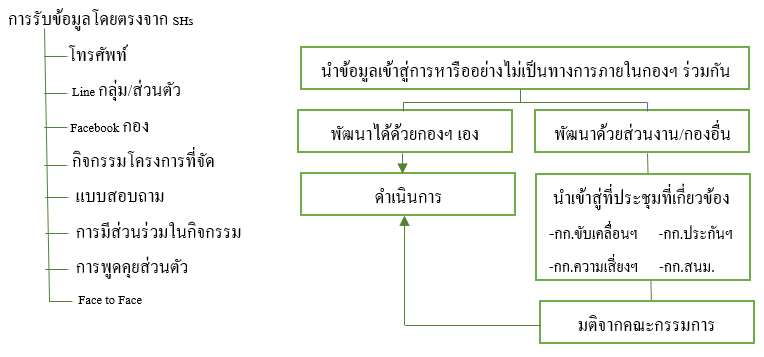 การรับข้อมูลโดยตรงจาก SHs
โทรศัพท์
Line กลุ่ม/ส่วนตัว
Facebook กอง
กิจกรรมโครงการที่จัด
แบบสอบถาม
การมีส่วนร่วมในกิจกรรม
การพูดคุยส่วนตัว
Face to Face
นำข้อมูลเข้าสู่การหารืออย่างไม่เป็นทางการภายในกองฯ ร่วมกัน
พัฒนาได้ด้วยกองฯ เอง
พัฒนาด้วยส่วนงาน/กองอื่น
ดำเนินการ
นำเข้าสู่ที่ประชุมที่เกี่ยวข้อง
-กก.ขับเคลื่อนฯ -กก.ประกันฯ
-กก.ความเสี่ยงฯ -กก.สนม.
มติจากคณะกรรมการ